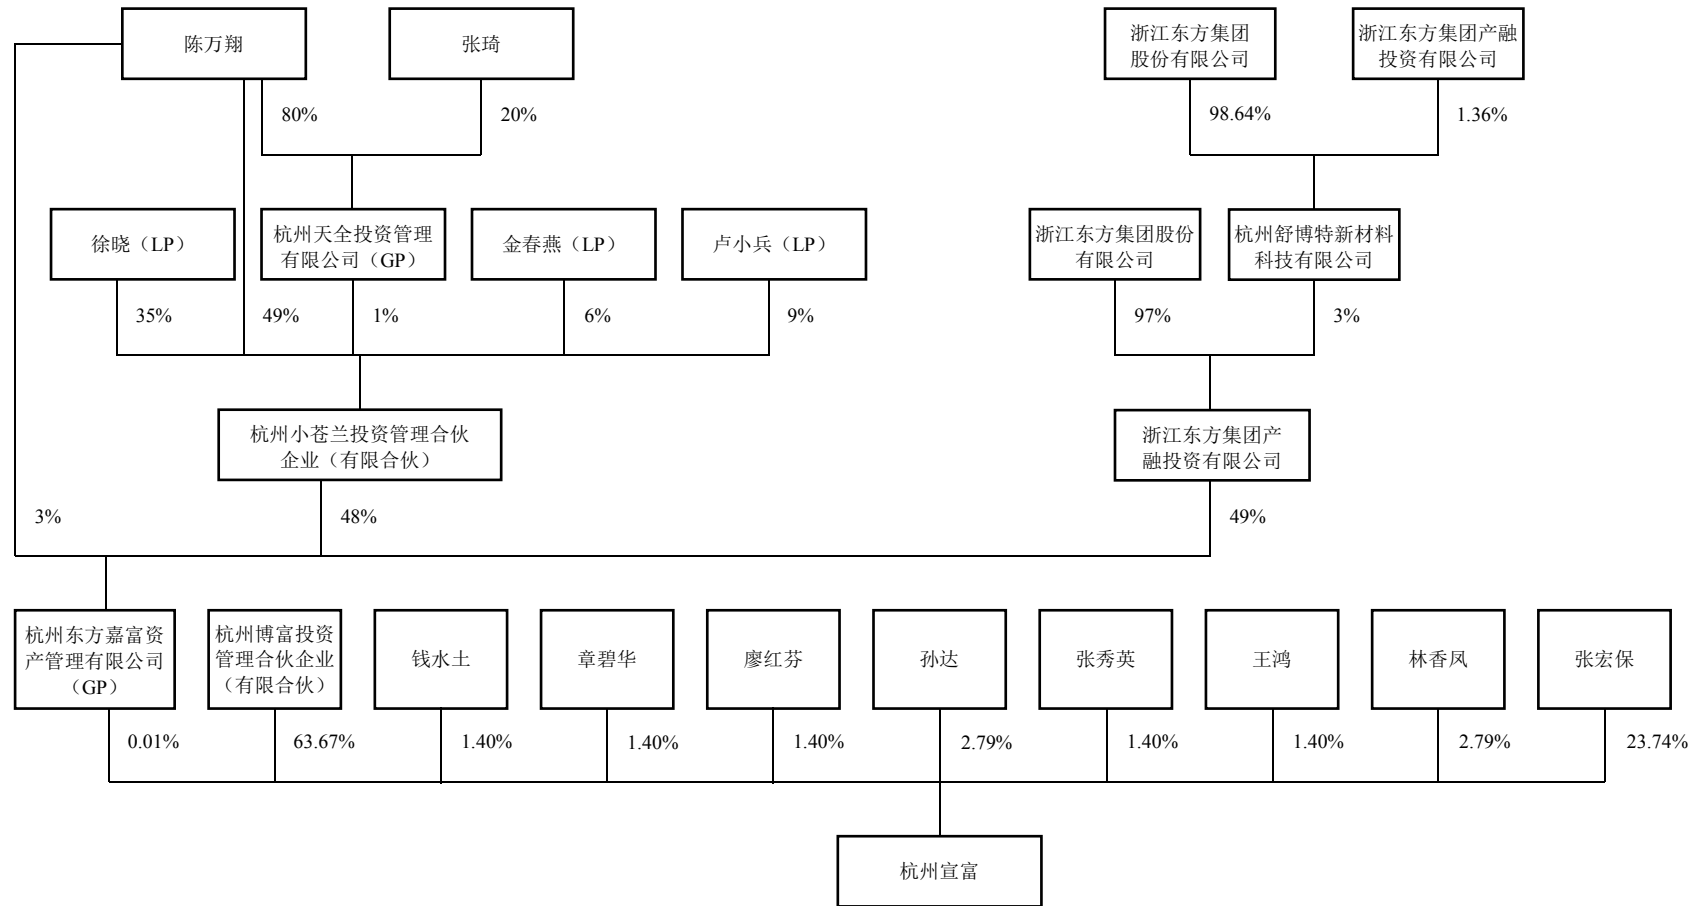 陈万翔
张琦
浙江东方集团
股份有限公司
浙江东方集团产融
投资有限公司
80%
20%
98.64%
1.36%
徐晓（LP）
杭州天全投资管理
有限公司（GP）
金春燕（LP）
卢小兵（LP）
浙江东方集团股份
有限公司
杭州舒博特新材料
科技有限公司
35%
49%
1%
6%
9%
97%
3%
杭州小苍兰投资管理合伙
企业（有限合伙）
浙江东方集团产
融投资有限公司
3%
48%
49%
杭州东方嘉富资
产管理有限公司
（GP）
杭州博富投资
管理合伙企业
（有限合伙）
钱水土
章碧华
廖红芬
孙达
张秀英
王鸿
林香凤
张宏保
0.01%
63.67%
1.40%
1.40%
1.40%
2.79%
1.40%
1.40%
2.79%
23.74%
杭州宣富